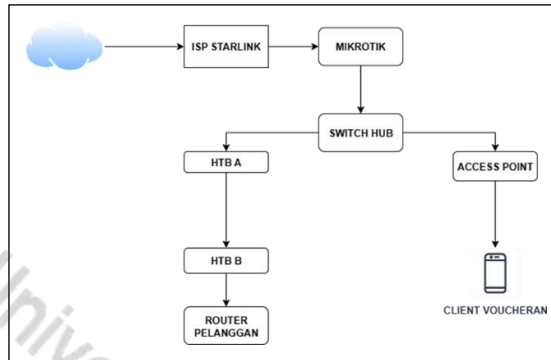 ISP STARLINK
MIKROTIK
SWITCH HUB
HTB A
ACCESS POINT
HTB B
CLIENT VOUCHERAN
ROUTER
PELANGGAN